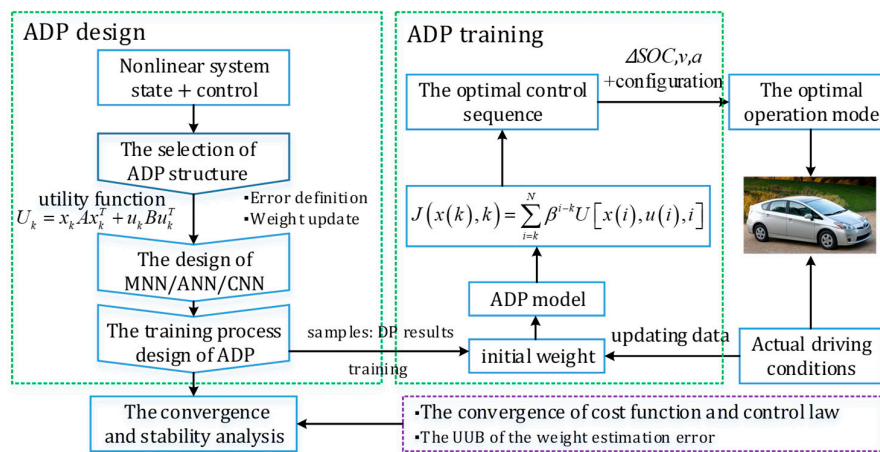 ADP design
Nonlinear system
state + control
The selection of
ADP structure
utility function
U_k = x_k A x_k^T + u_k B u_k^T
▪Error definition
▪Weight update
The design of
MNN/ANN/CNN
The training process
design of ADP
The convergence
and stability analysis
samples: DP results
training
ADP training
The optimal control
sequence
J(x(k),k)=∑_{i=k}^{N} β^{i-k}U[x(i),u(i),i]
ADP model
initial weight
ΔSOC,v,a
+configuration
The optimal
operation mode
updating data
Actual driving
conditions
▪The convergence of cost function and control law
▪The UUB of the weight estimation error